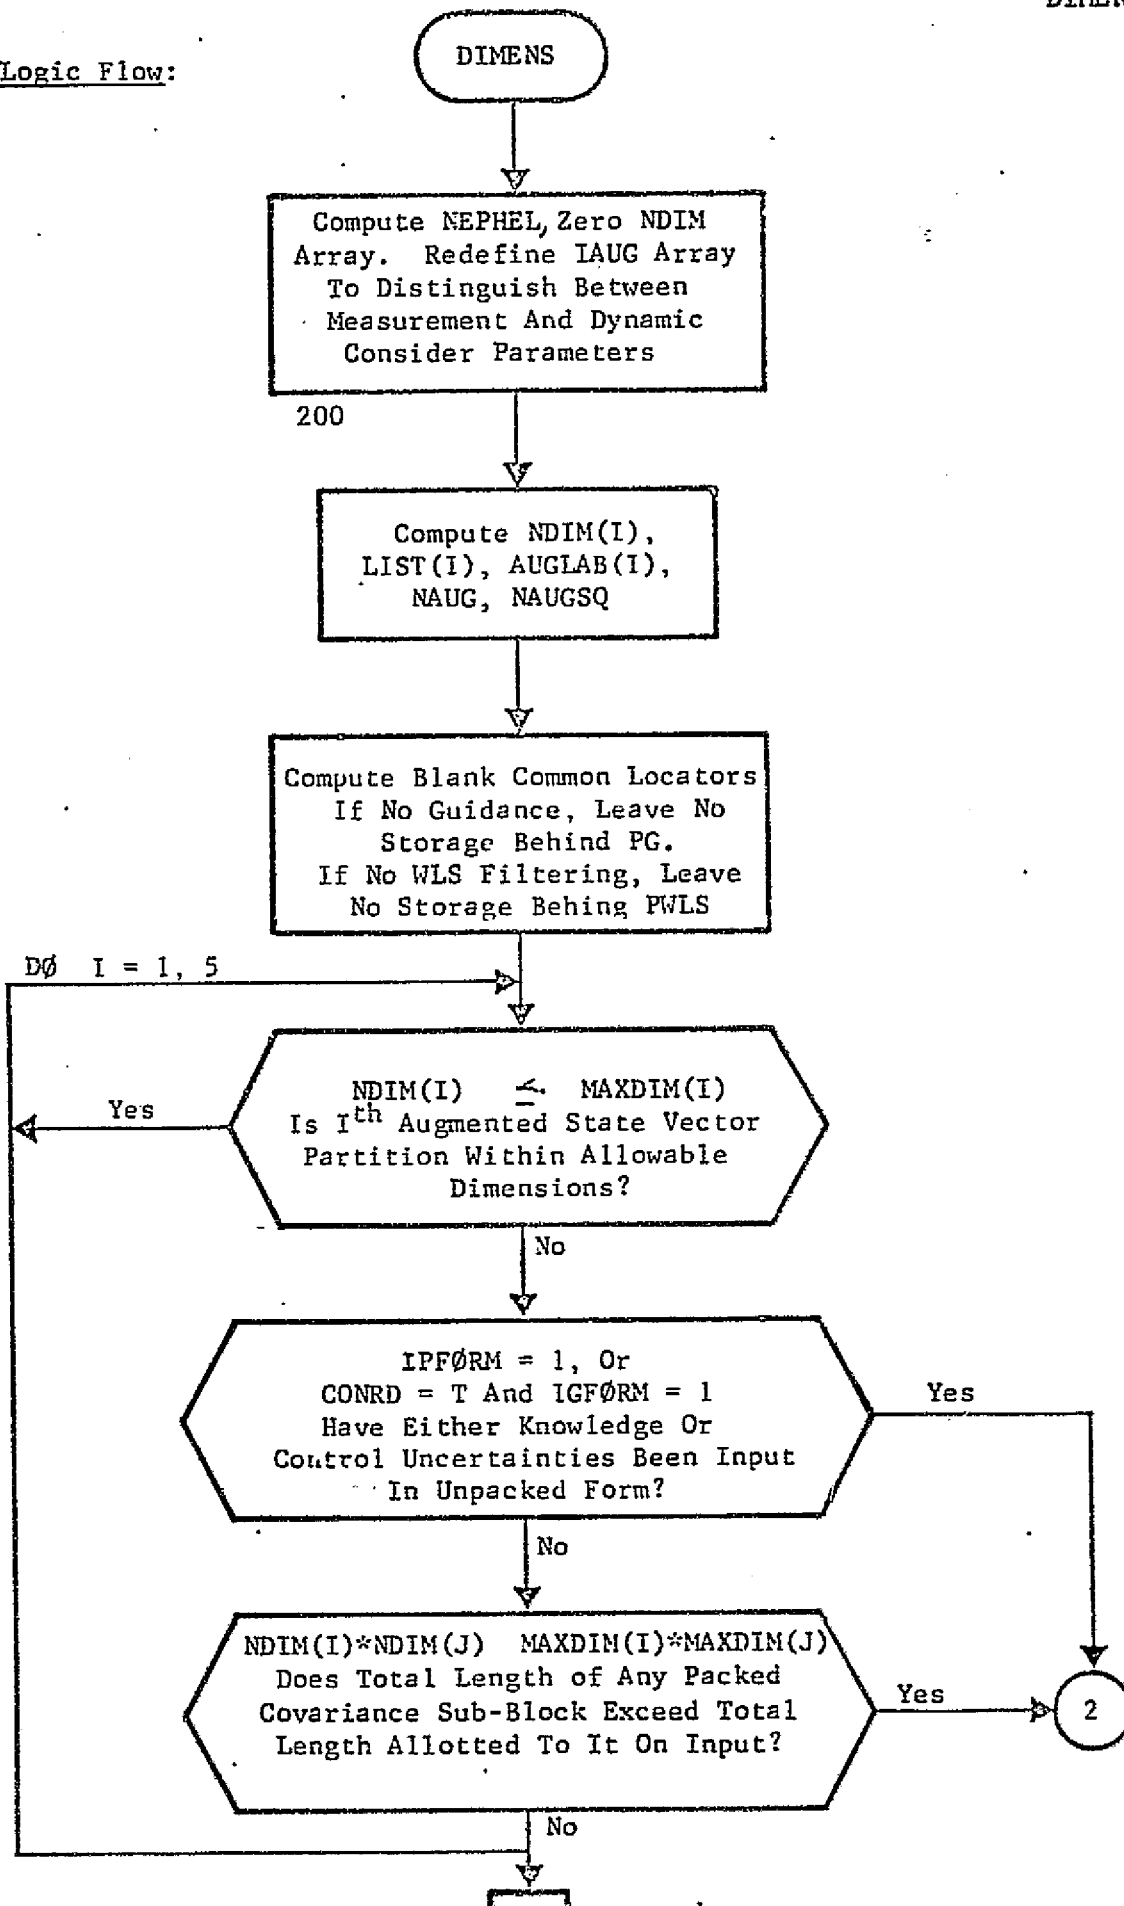 DIMEN
Logic Flow:
DIMENS
Compute NEPHEL, Zero NDIM
Array. Redefine IAUG Array
To Distinguish Between
Measurement And Dynamic
Consider Parameters
200
Compute NDIM(I),
LIST(I), AUGLAB(I),
NAUG, NAUGSQ
Compute Blank Common Locators
If No Guidance, Leave No
Storage Behind PG.
If No WLS Filtering, Leave
No Storage Behing PWLS
DØ I = 1, 5
NDIM(I) ≤ MAXDIM(I)
Is Ith Augmented State Vector
Partition Within Allowable
Dimensions?
Yes
No
IPFØRM = 1, Or
CONRD = T And IGFØRM = 1
Have Either Knowledge Or
Control Uncertainties Been Input
In Unpacked Form?
Yes
No
NDIM(I)*NDIM(J) MAXDIM(I)*MAXDIM(J)
Does Total Length of Any Packed
Covariance Sub-Block Exceed Total
Length Allotted To It On Input?
Yes
2
No